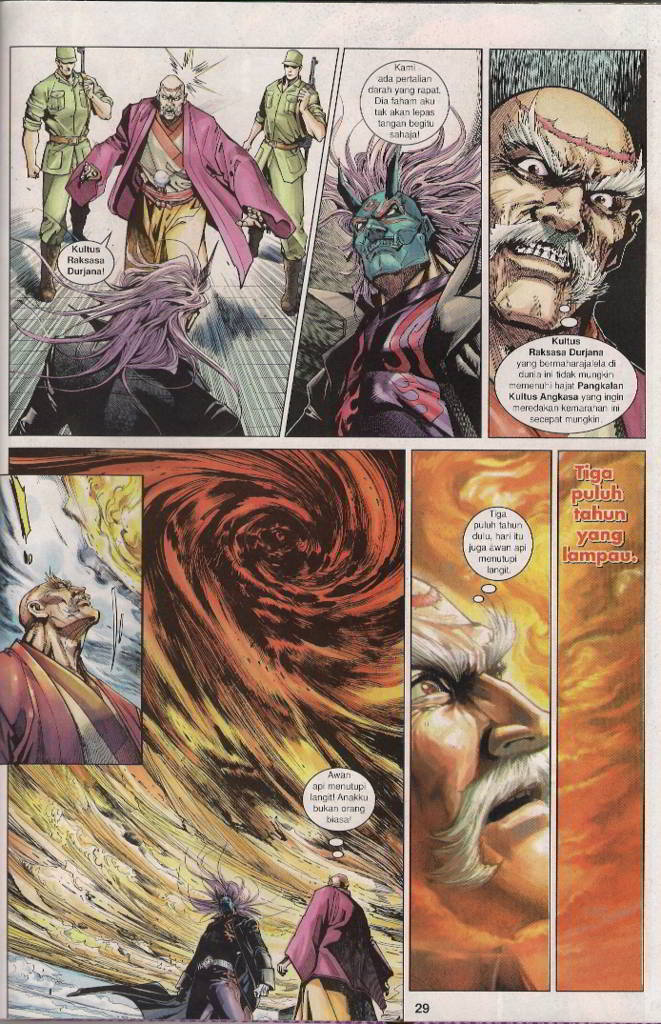 Kultus
Raksasa
Durjana!
Kami
ada pertalian
darah yang rapat.
Dia faham aku
tak akan lepas
tangan begitu
sahaja!
Kultus
Raksasa Durjana
yang bermaharajalela di
dunia ini tidak mungkin
memenuhi hajat Pangkalan
Kultus Angkasa yang ingin
meredakan kemarahan ini
secepat mungkin.
Awan
api menutupi
langit! Anakku
bukan orang
biasa!
Tiga
puluh tahun
dulu, hari itu
juga awan api
menutupi
langit.
Tiga
puluh
tahun
yang
lampau.
29